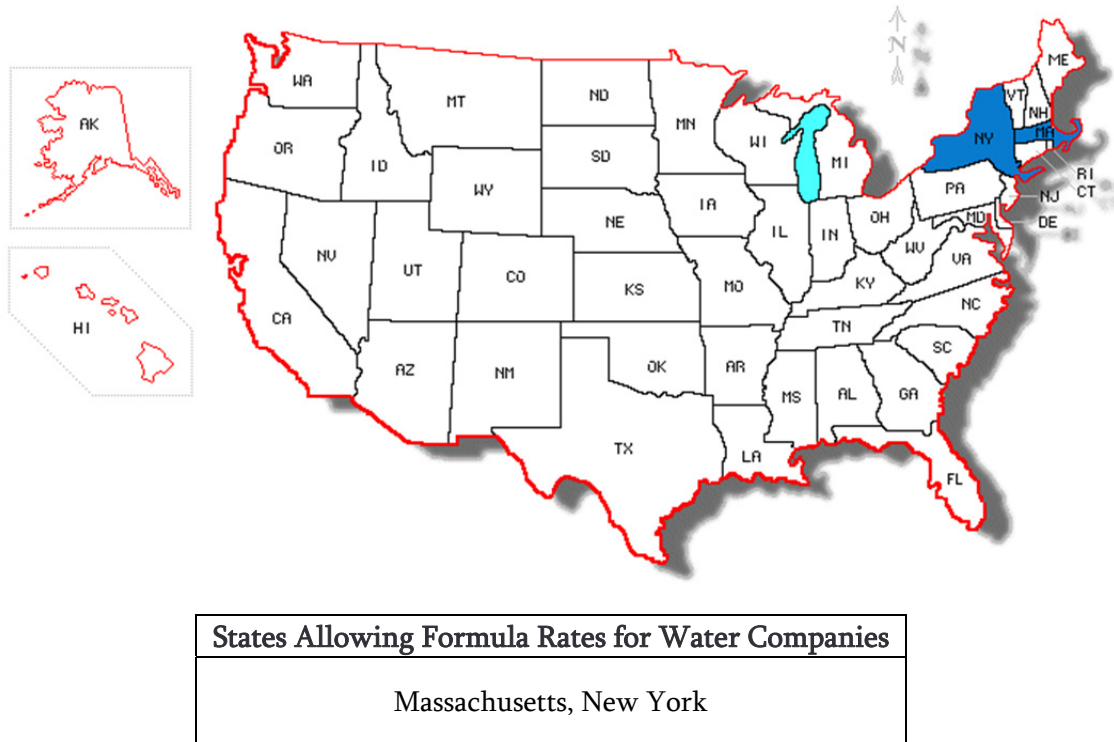 N
ME
WA
VT
NH
MT
ND
AK
MN
MA
NY
OR
WI
ID
SD
MI
RI
WY
PA
CT
NJ
IA
NE
OH
MD
DE
IL
IN
NV
WV
VA
UT
CO
KY
KS
MO
HI
CA
NC
TN
SC
AZ
NM
OK
AR
GA
MS
AL
TX
LA
FL
States Allowing Formula Rates for Water Companies
Massachusetts, New York